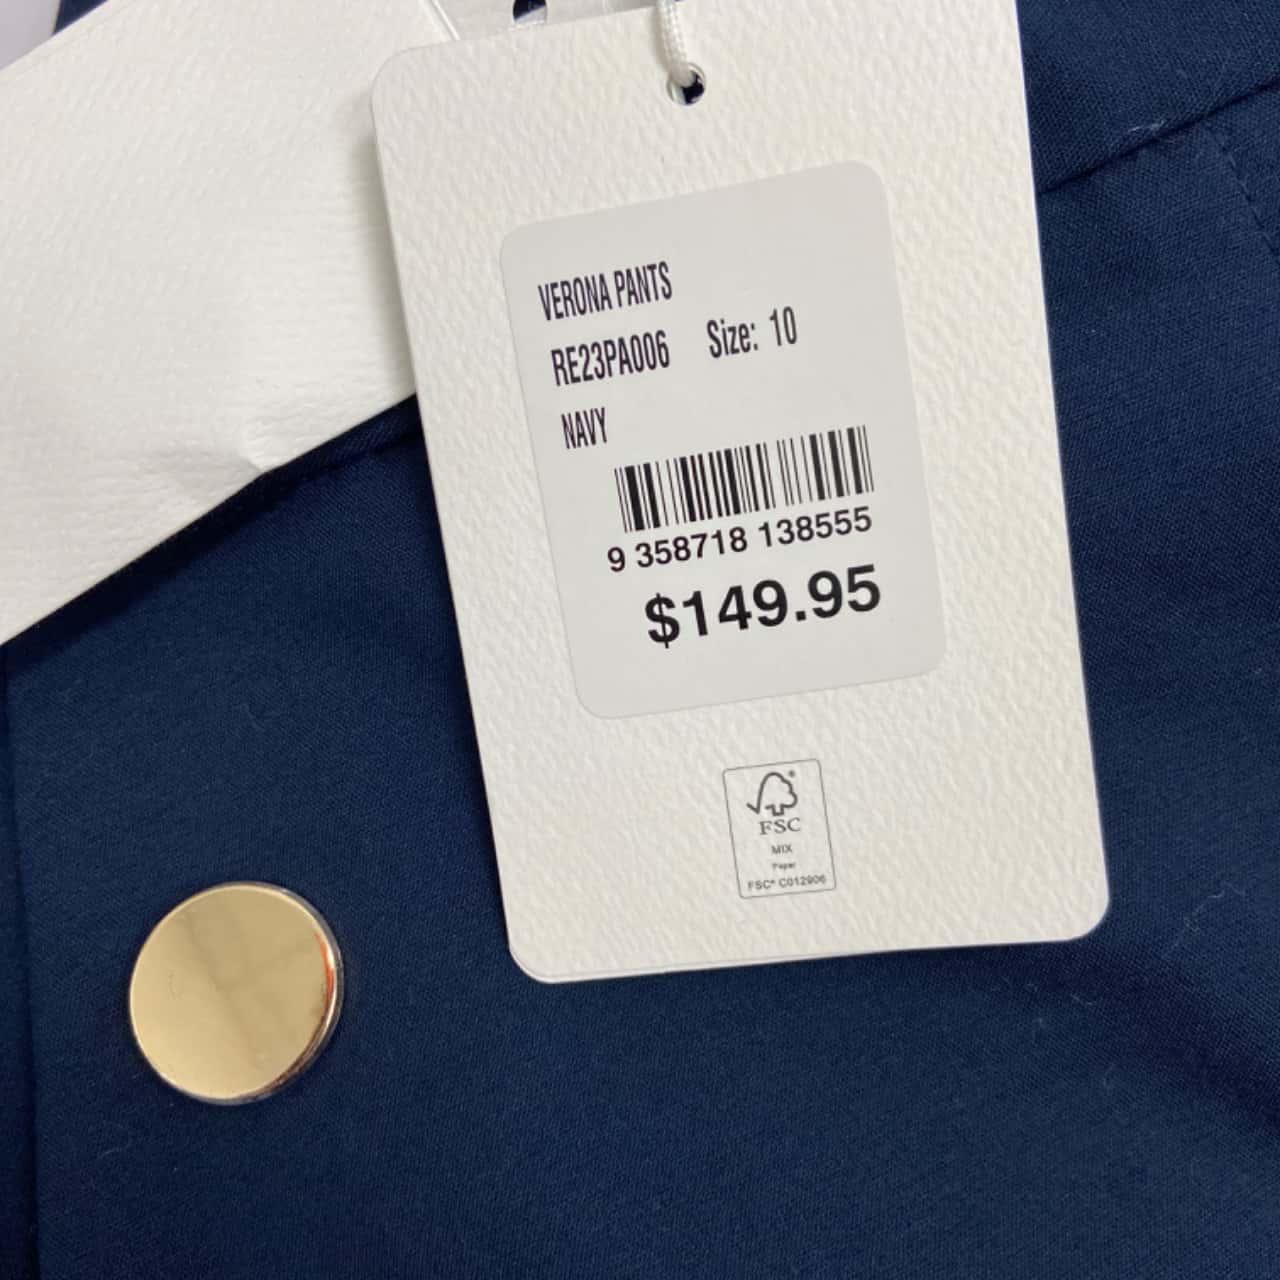 VERONA PANTS
RE23PA006 Size: 10
NAVY
9 358718 138555
$149.95
FSC
MIX
Paper
FSC® C012906